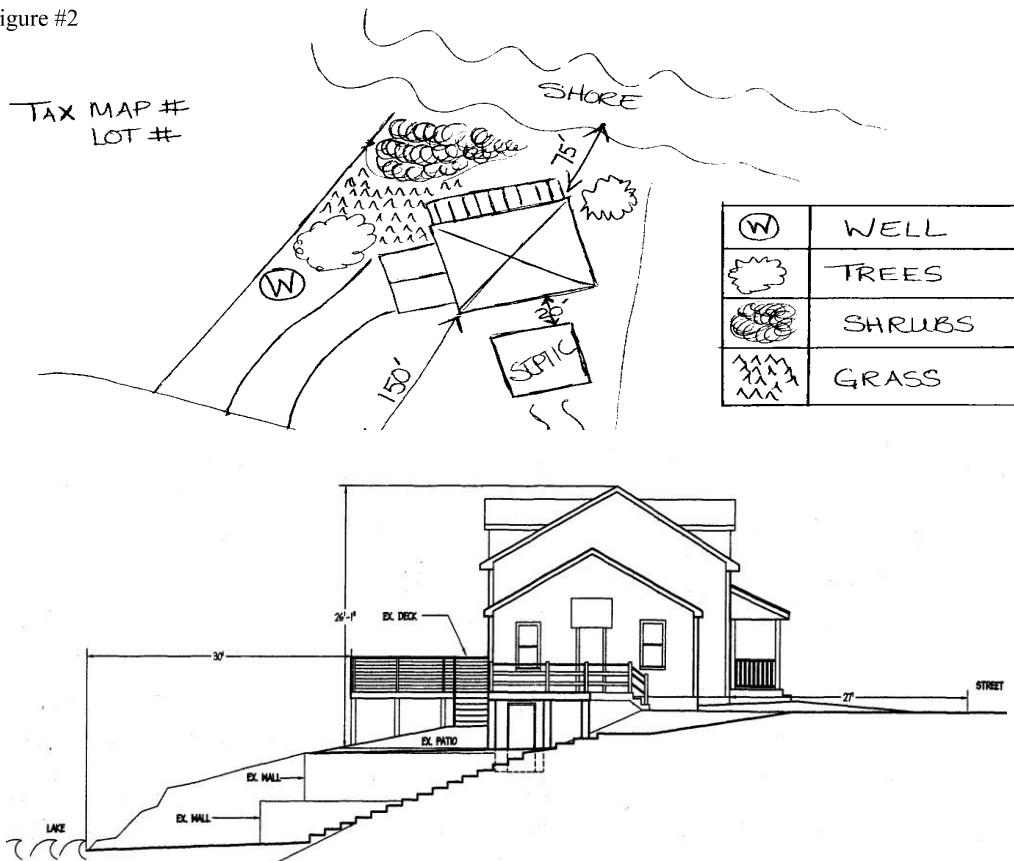 igure #2
TAX MAP #
LOT #
SHORE
75'
W
20'
SEPTIC
150'
W WELL
TREES
SHRUBS
GRASS
26'-1"
EX. DECK
30'
STREET
27'
EX. PATIO
EX. WALL
EX. WALL
LAKE